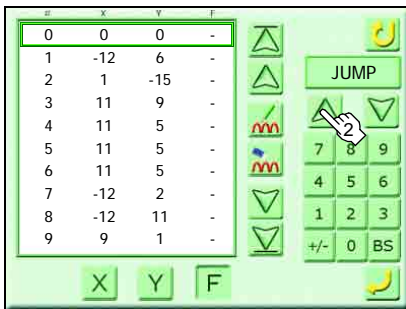 # X Y F
0 0 0 -
1 -12 6 -
2 1 -15 -
3 11 9 -
4 11 5 -
5 11 5 -
6 11 5 -
7 -12 2 -
8 -12 11 -
9 9 1 -
JUMP
2
7 8 9
4 5 6
1 2 3
+/- 0 BS
X Y F